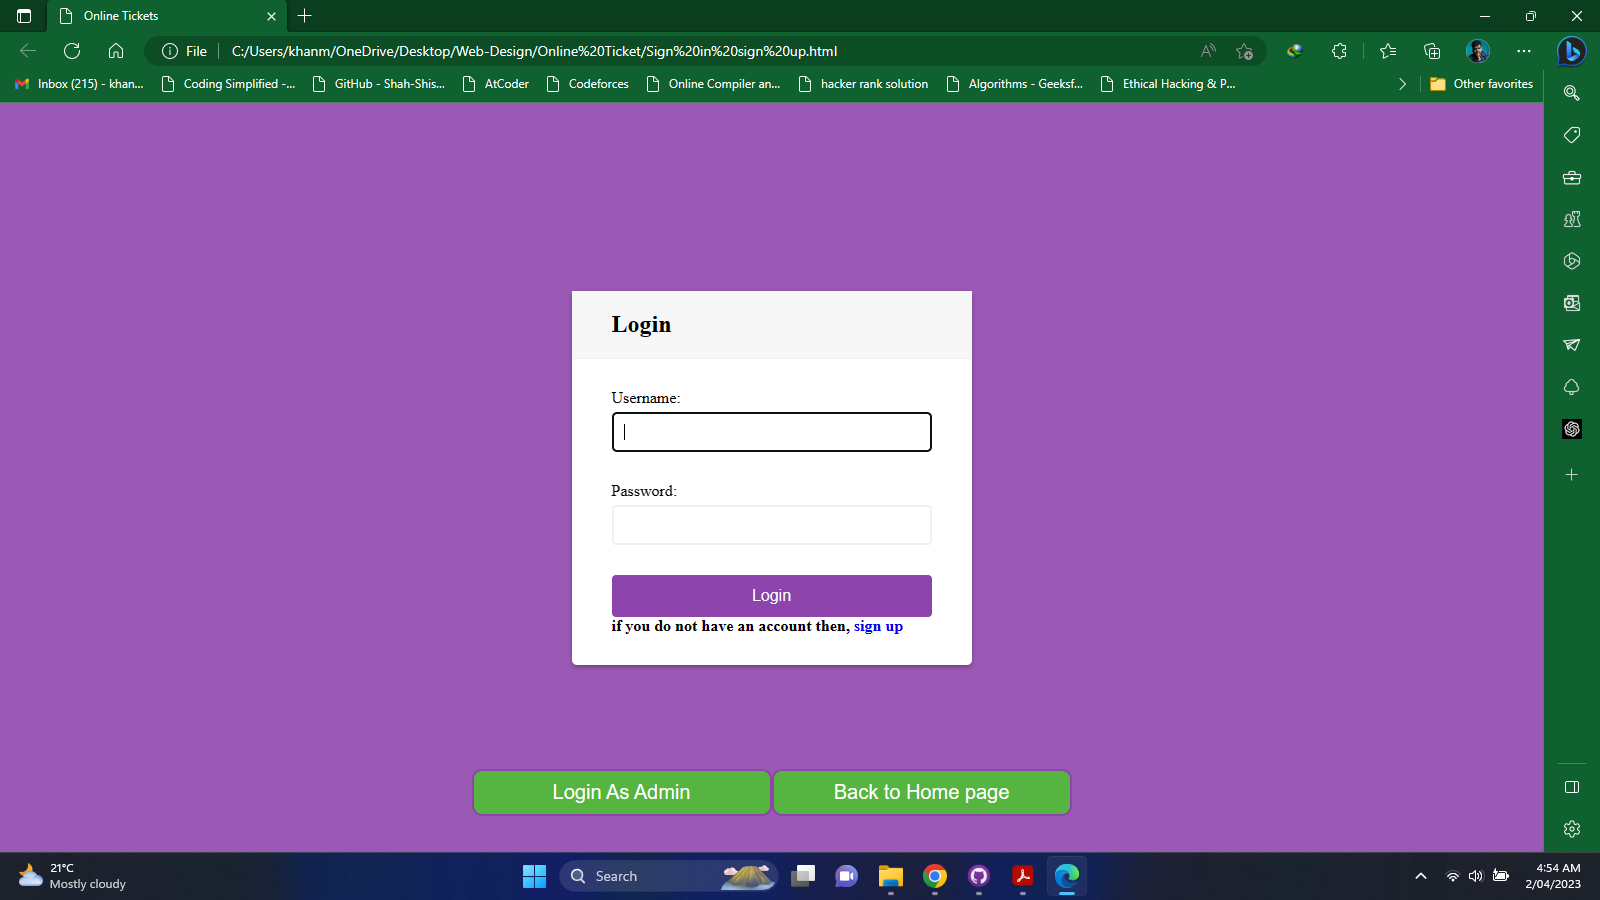 Online Tickets
File
C:/Users/khanm/OneDrive/Desktop/Web-Design/Online%20Ticket/Sign%20in%20sign%20up.html
Inbox (215) - khan...
Coding Simplified -...
GitHub - Shah-Shis...
AtCoder
Codeforces
Online Compiler an...
hacker rank solution
Algorithms - Geeksf...
Ethical Hacking & P...
Other favorites
Login
Username:
Password:
Login
if you do not have an account then, sign up
Login As Admin
Back to Home page
21°C
Mostly cloudy
Search
4:54 AM
2/04/2023